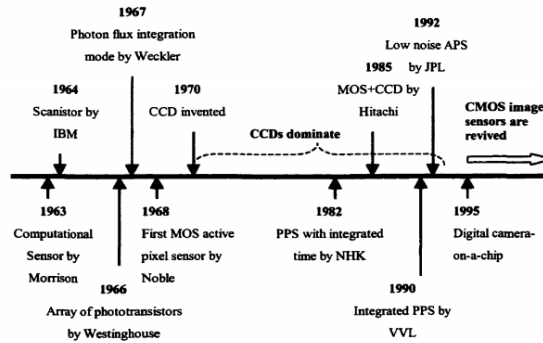 1967
Photon flux integration
mode by Weckler
1992
Low noise APS
by JPL
1964
Scanistor by
IBM
1970
CCD invented
1985
MOS+CCD by
Hitachi
CCDs dominate
CMOS image
sensors are
revived
1963
Computational
Sensor by
Morrison
1968
First MOS active
pixel sensor by
Noble
1982
PPS with integrated
time by NHK
1995
Digital camera-
on-a-chip
1966
Array of phototransistors
by Westinghouse
1990
Integrated PPS by
VVL